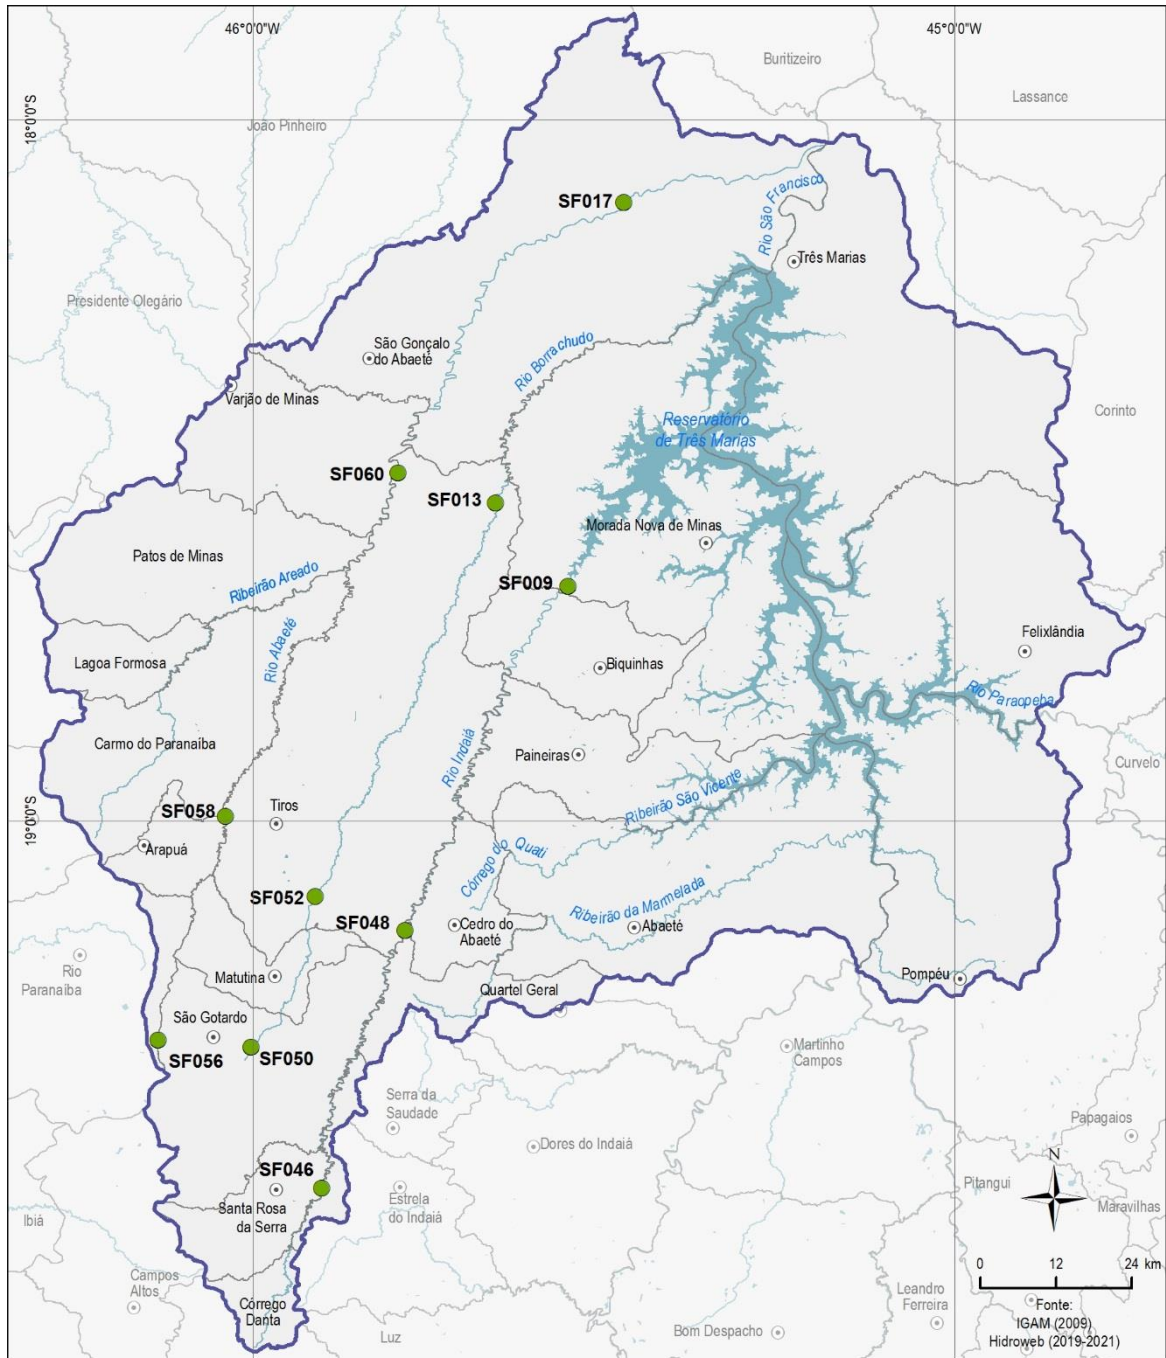 46°0'0"W
45°0'0"W
Buritizeiro
Lassance
18°0'0"S
João Pinheiro
SF017
Rio São Francisco
Três Marias
Presidente Olegário
São Gonçalo
do Abaeté
Rio Borrachudo
Varjão de Minas
Corinto
Reservatório
de Três Marias
SF060
SF013
Morada Nova de Minas
Patos de Minas
Ribeirão Areado
SF009
Rio Abaeté
Felixlândia
Lagoa Formosa
Biquinhas
Rio Paraopeba
Carmo do Paranaíba
Rio Indaiá
Paineiras
Curvelo
Ribeirão São Vicente
SF058
Tiros
19°0'0"S
Arapuá
Córrego do Quati
SF052
Ribeirão da Marmelada
SF048
Cedro do
Abaeté
Abaeté
Rio
Paranaíba
Matutina
Pompéu
Quartel Geral
São Gotardo
SF056
SF050
Martinho
Campos
Serra da
Saudade
Papagaios
Dores do Indaiá
SF046
N
Pitangui
Santa Rosa
da Serra
Estrela
do Indaiá
Maravilhas
Ibiá
0 12 24 km
Campos
Altos
Córrego
Danta
Leandro
Ferreira
Fonte:
IGAM (2009)
Hidroweb (2019-2021)
Luz
Bom Despacho